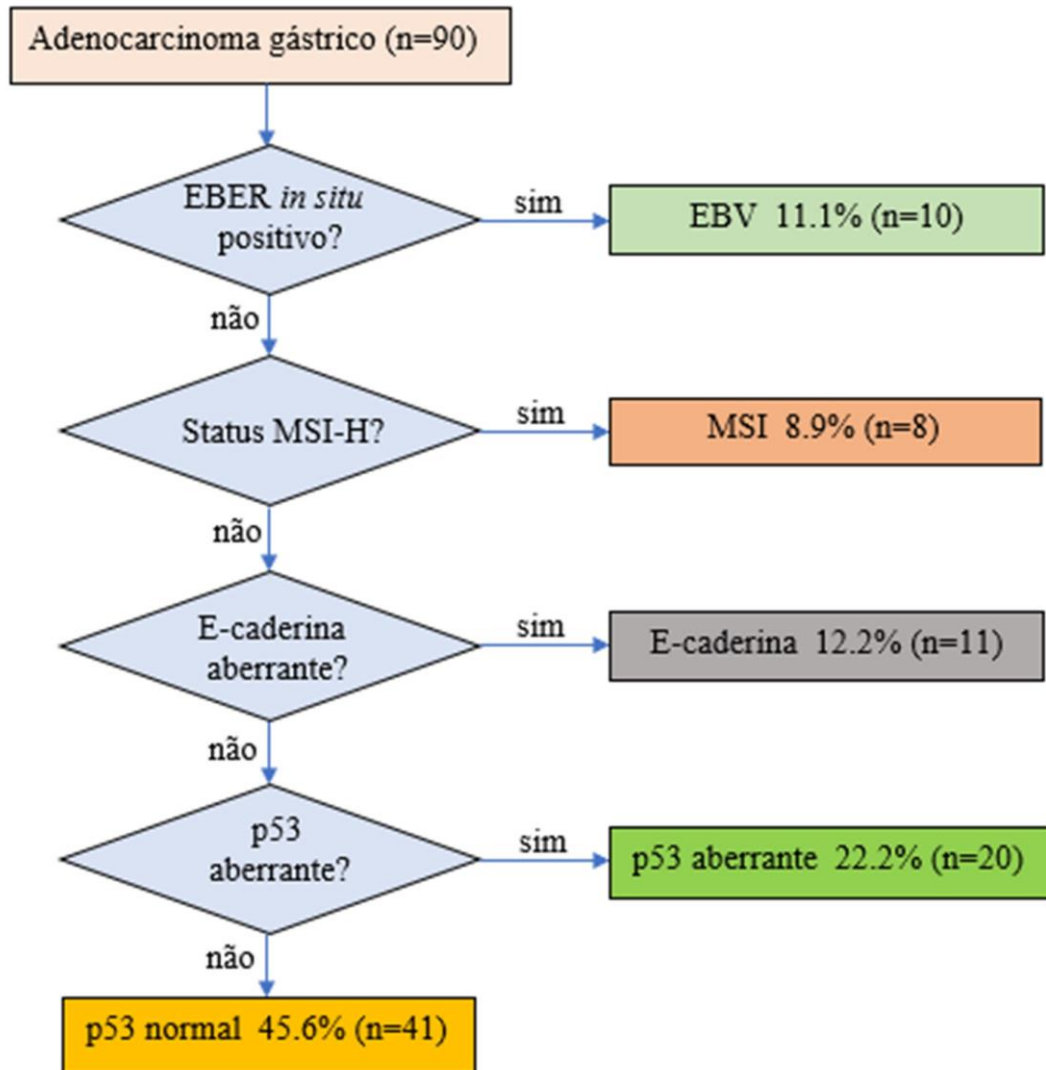 Adenocarcinoma gástrico (n=90)
EBER in situ
positivo?
sim
EBV 11.1% (n=10)
não
Status MSI-H?
sim
MSI 8.9% (n=8)
não
E-caderina
aberrante?
sim
E-caderina 12.2% (n=11)
não
p53
aberrante?
sim
p53 aberrante 22.2% (n=20)
não
p53 normal 45.6% (n=41)